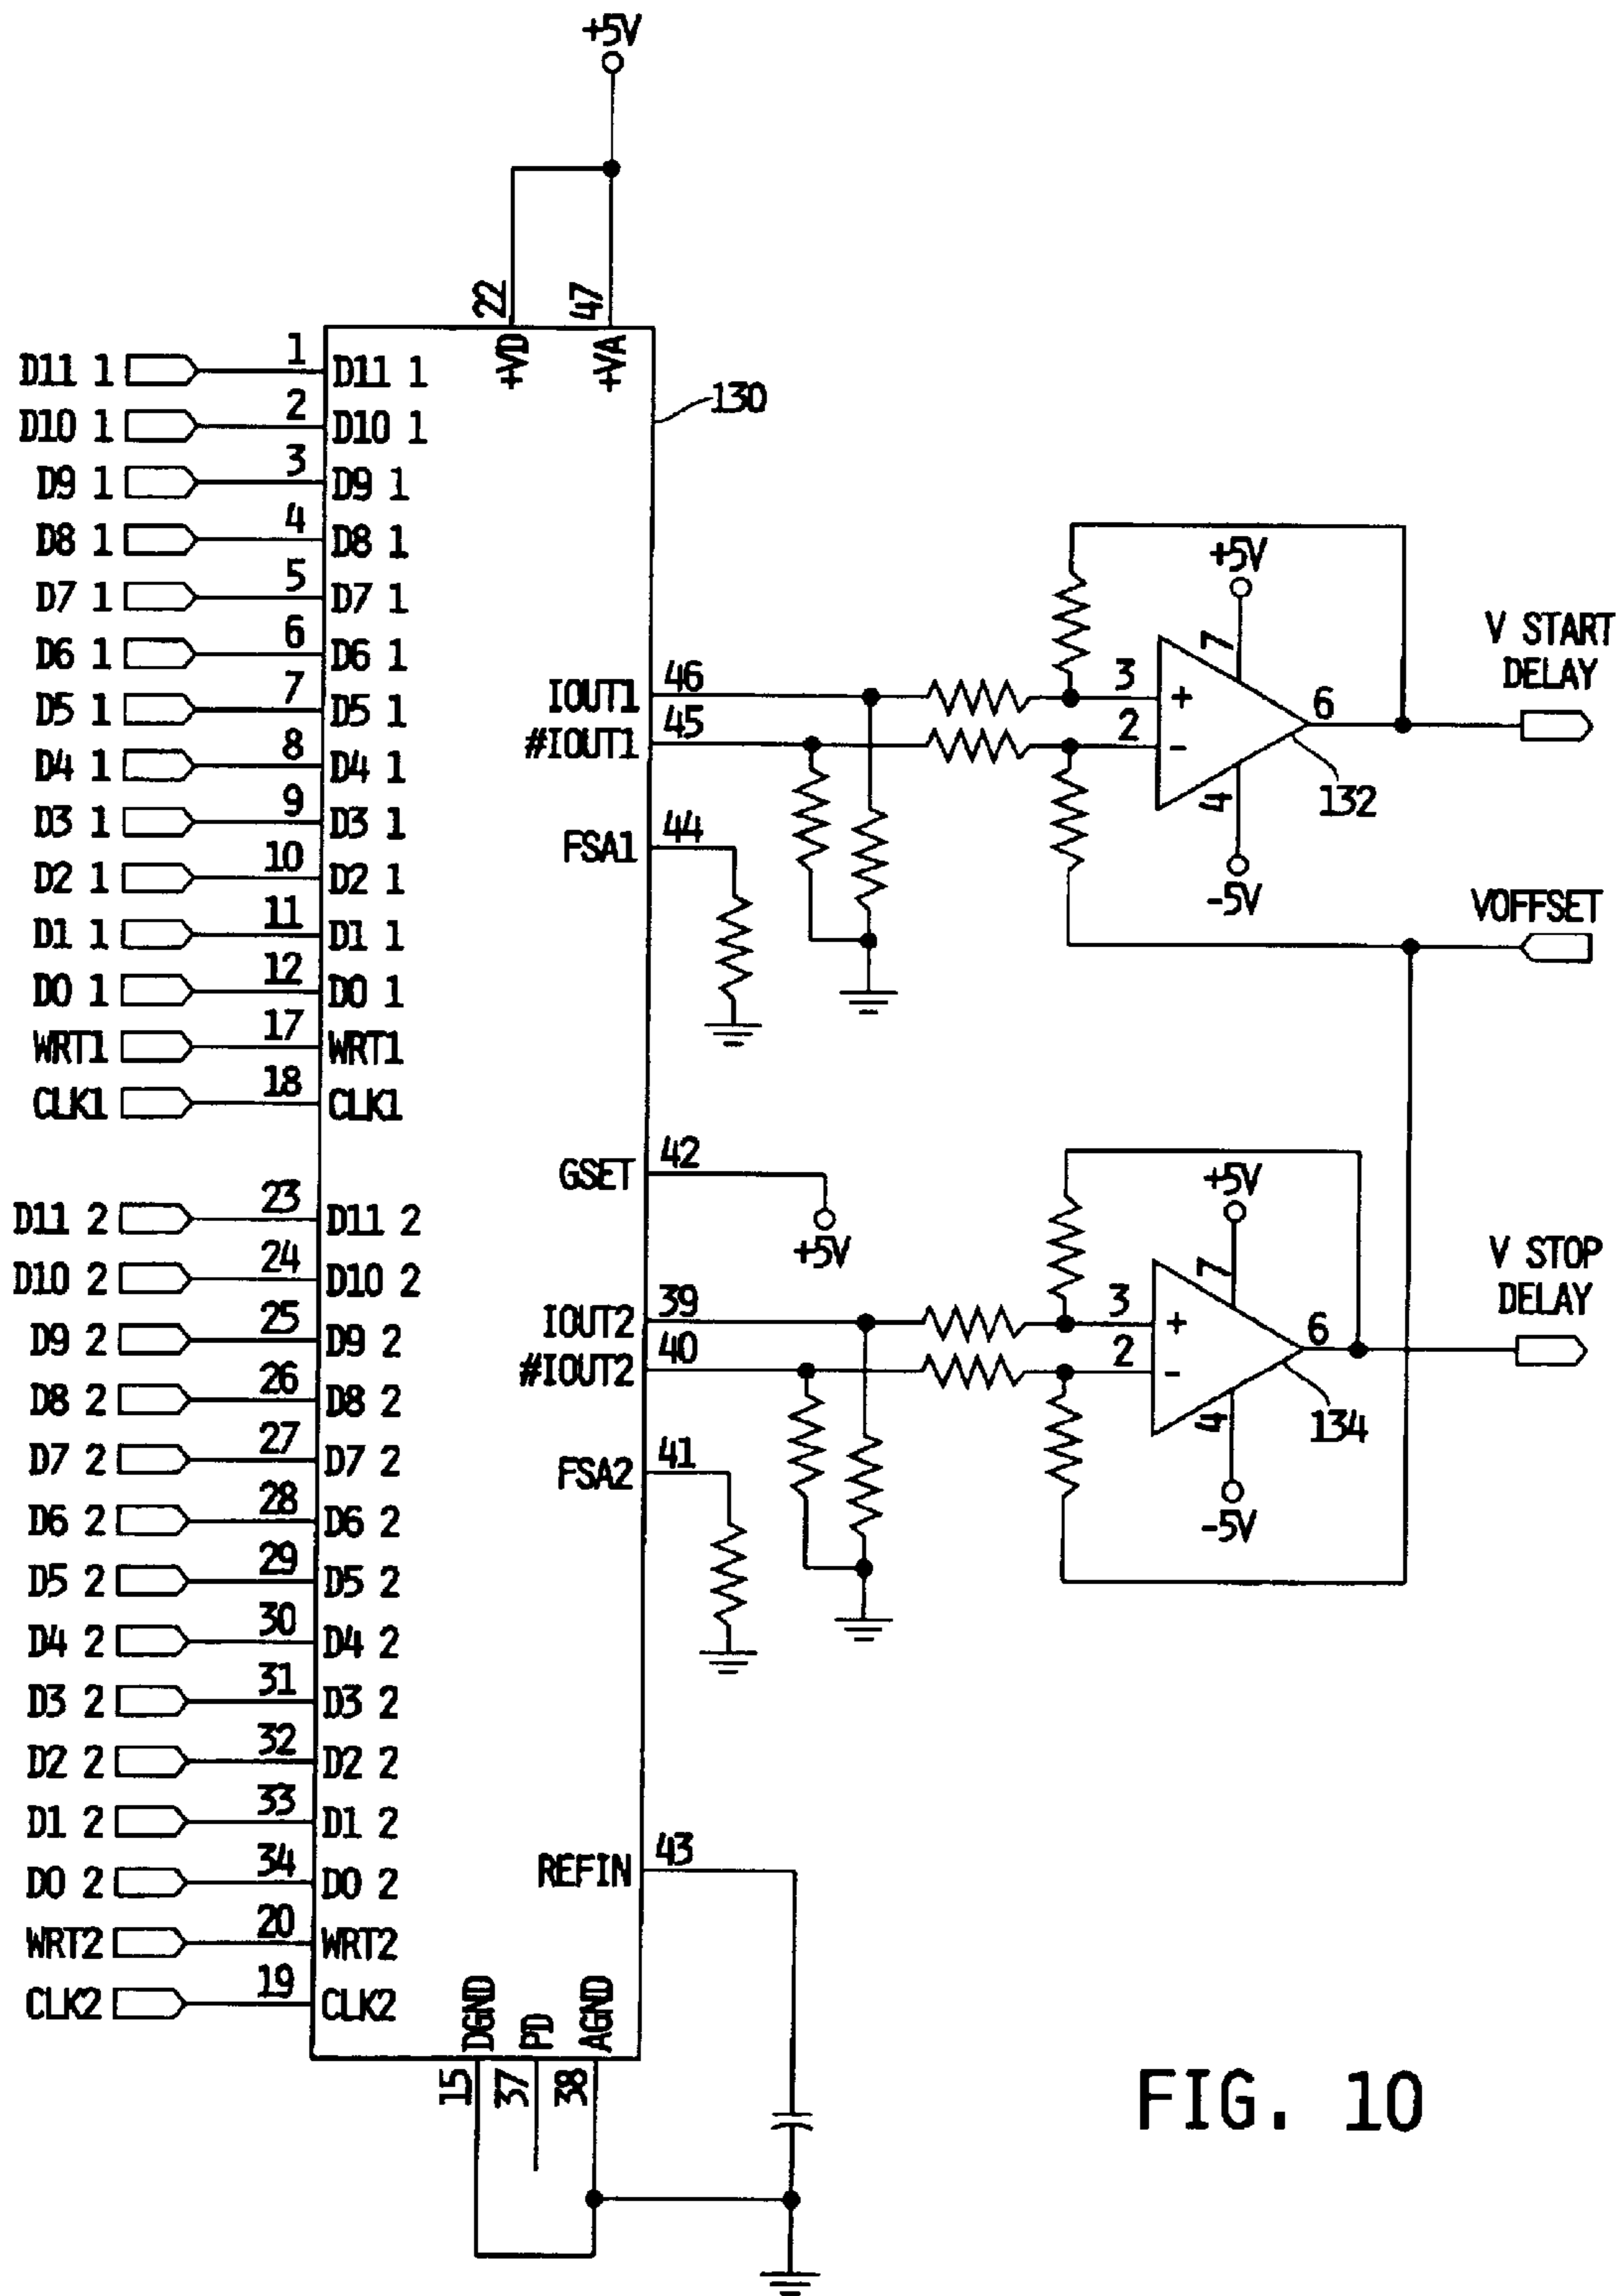 +5V
22 47
+VD +VA
130
D11 1 1 D11 1
D10 1 2 D10 1
D9 1 3 D9 1
D8 1 4 D8 1
D7 1 5 D7 1
D6 1 6 D6 1
D5 1 7 D5 1
D4 1 8 D4 1
D3 1 9 D3 1
D2 1 10 D2 1
D1 1 11 D1 1
D0 1 12 D0 1
WRT1 17 WRT1
CLK1 18 CLK1
D11 2 23 D11 2
D10 2 24 D10 2
D9 2 25 D9 2
D8 2 26 D8 2
D7 2 27 D7 2
D6 2 28 D6 2
D5 2 29 D5 2
D4 2 30 D4 2
D3 2 31 D3 2
D2 2 32 D2 2
D1 2 33 D1 2
D0 2 34 D0 2
WRT2 20 WRT2
CLK2 19 CLK2
IOUT1 46
#IOUT1 45
FSA1 44
GSET 42
+5V
IOUT2 39
#IOUT2 40
FSA2 41
REFIN 43
DGND PD AGND
15 37 38
+5V
7
3 +
2 -
6
4
-5V
132
V START
DELAY
VOFFSET
+5V
7
3 +
2 -
6
4
-5V
134
V STOP
DELAY
FIG. 10